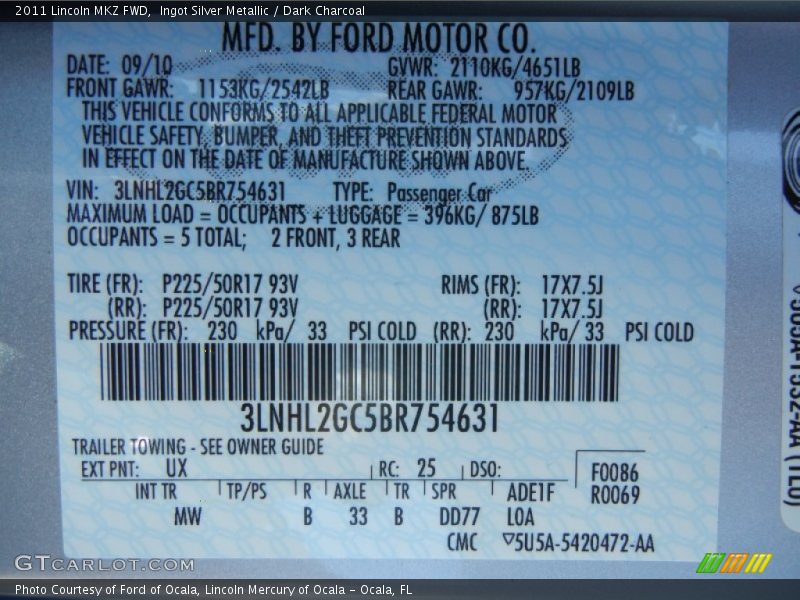 2011 Lincoln MKZ FWD,  Ingot Silver Metallic / Dark Charcoal
MFD. BY FORD MOTOR CO.
DATE: 09/10 GVWR: 2110KG/4651LB
FRONT GAWR: 1153KG/2542LB REAR GAWR: 957KG/2109LB
THIS VEHICLE CONFORMS TO ALL APPLICABLE FEDERAL MOTOR
VEHICLE SAFETY, BUMPER, AND THEFT PREVENTION STANDARDS
IN EFFECT ON THE DATE OF MANUFACTURE SHOWN ABOVE.
VIN: 3LNHL2GC5BR754631 TYPE: Passenger Car
MAXIMUM LOAD = OCCUPANTS + LUGGAGE = 396KG/ 875LB
OCCUPANTS = 5 TOTAL; 2 FRONT, 3 REAR
TIRE (FR): P225/50R17 93V RIMS (FR): 17X7.5J
(RR): P225/50R17 93V (RR): 17X7.5J
PRESSURE (FR): 230 kPa/ 33 PSI COLD (RR): 230 kPa/ 33 PSI COLD
3LNHL2GC5BR754631
TRAILER TOWING - SEE OWNER GUIDE
EXT PNT: UX RC: 25 DSO: F0086
R0069
INT TR TP/PS R AXLE TR SPR ADE1F
MW B 33 B DD77 L0A
CMC ▽5U5A-5420472-AA
GTCARLOT.COM
Photo Courtesy of Ford of Ocala, Lincoln Mercury of Ocala – Ocala, FL